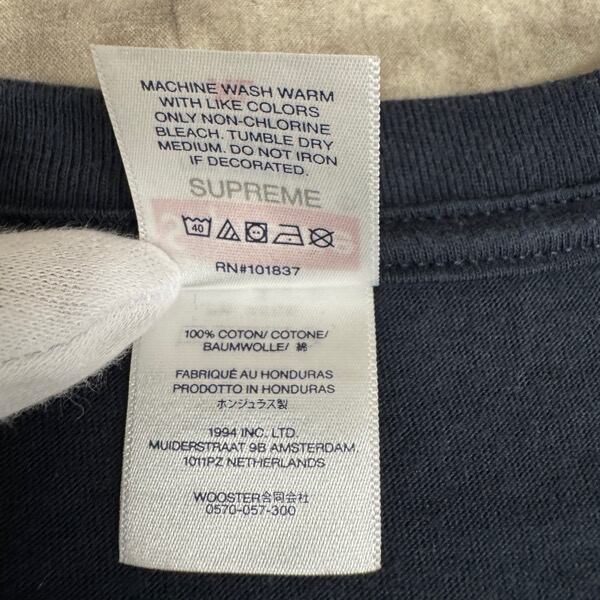 MACHINE WASH WARM
WITH LIKE COLORS
ONLY NON-CHLORINE
BLEACH. TUMBLE DRY
MEDIUM. DO NOT IRON
IF DECORATED.
SUPREME
40
RN#101837
100% COTON/ COTONE/
BAUMWOLLE/ 綿
FABRIQUÉ AU HONDURAS
PRODOTTO IN HONDURAS
ホンジュラス製
1994 INC. LTD.
MUIDERSTRAAT 9B AMSTERDAM,
1011PZ NETHERLANDS
WOOSTER合同会社
0570-057-300